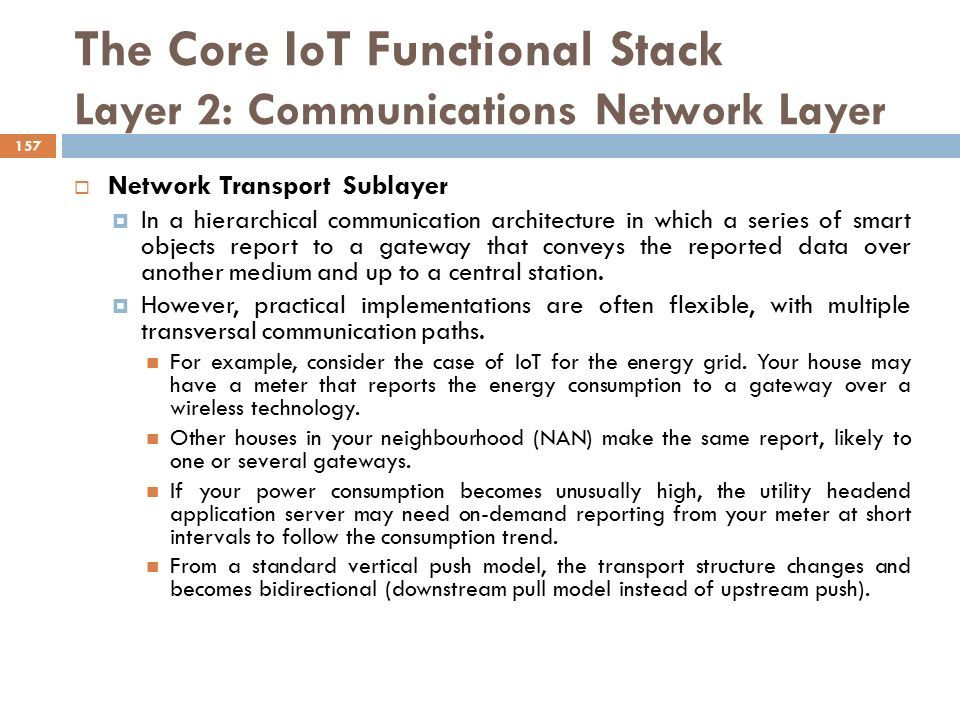 The Core IoT Functional Stack
Layer 2: Communications Network Layer
157
Network Transport Sublayer
In a hierarchical communication architecture in which a series of smart
objects report to a gateway that conveys the reported data over
another medium and up to a central station.
However, practical implementations are often flexible, with multiple
transversal communication paths.
For example, consider the case of IoT for the energy grid. Your house may
have a meter that reports the energy consumption to a gateway over a
wireless technology.
Other houses in your neighbourhood (NAN) make the same report, likely to
one or several gateways.
If your power consumption becomes unusually high, the utility headend
application server may need on-demand reporting from your meter at short
intervals to follow the consumption trend.
From a standard vertical push model, the transport structure changes and
becomes bidirectional (downstream pull model instead of upstream push).